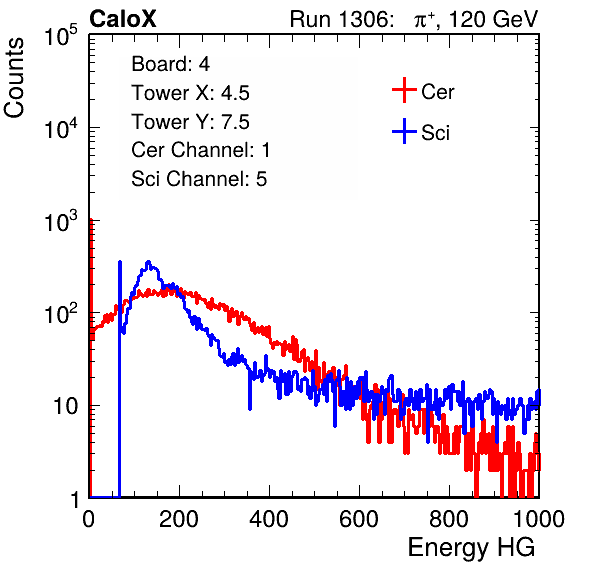 CaloX Run 1306: π⁺, 120 GeV
Counts
10⁵
10⁴
10³
10²
10
1
Board: 4
Tower X: 4.5
Tower Y: 7.5
Cer Channel: 1
Sci Channel: 5
Cer
Sci
0 200 400 600 800 1000
Energy HG